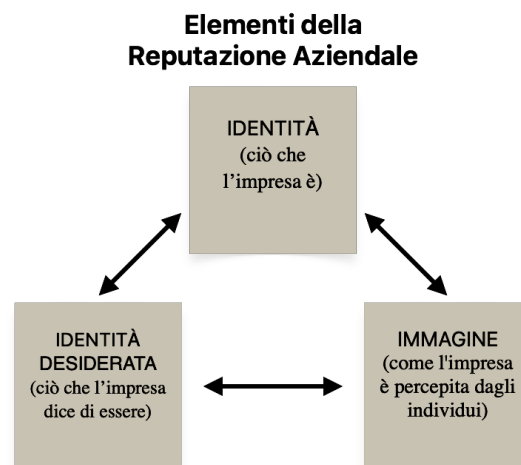 Elementi della
Reputazione Aziendale
IDENTITÀ
(ciò che
l’impresa è)
IDENTITÀ
DESIDERATA
(ciò che l’impresa
dice di essere)
IMMAGINE
(come l'impresa
è percepita dagli
individui)